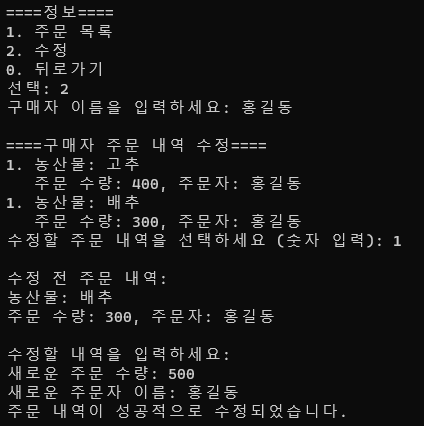 ====정보====
1. 주문 목록
2. 수정
0. 뒤로가기
선택: 2
구매자 이름을 입력하세요: 홍길동

====구매자 주문 내역 수정====
1. 농산물: 고추
   주문 수량: 400, 주문자: 홍길동
1. 농산물: 배추
   주문 수량: 300, 주문자: 홍길동
수정할 주문 내역을 선택하세요 (숫자 입력): 1

수정 전 주문 내역:
농산물: 배추
주문 수량: 300, 주문자: 홍길동

수정할 내역을 입력하세요:
새로운 주문 수량: 500
새로운 주문자 이름: 홍길동
주문 내역이 성공적으로 수정되었습니다.